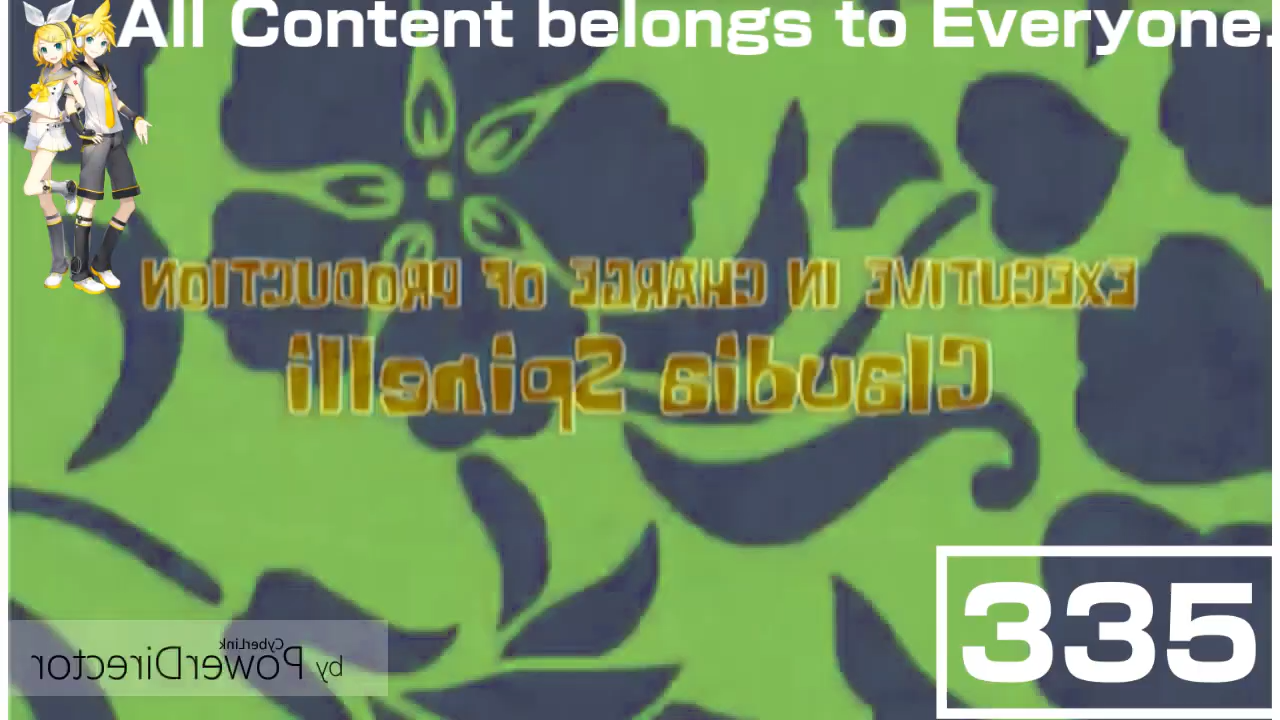 All Content belongs to Everyone.
EXECUTIVE IN CHARGE OF PRODUCTION
Claudia Spinelli
335
by CyberLink PowerDirector